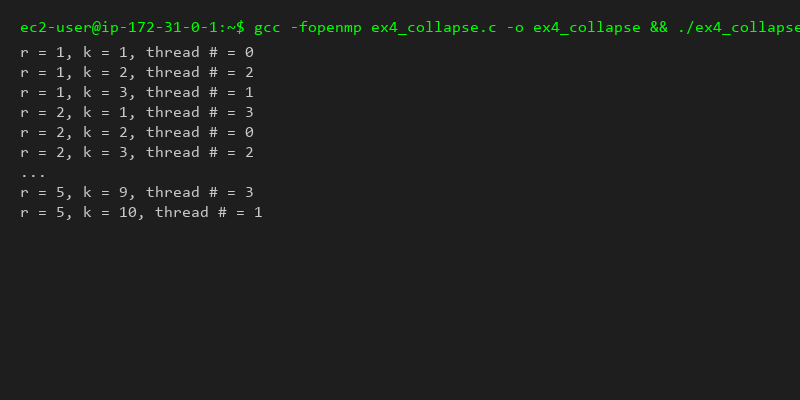 ec2-user@ip-172-31-0-1:~$ gcc -fopenmp ex4_collapse.c -o ex4_collapse && ./ex4_collapse
r = 1, k = 1, thread # = 0
r = 1, k = 2, thread # = 2
r = 1, k = 3, thread # = 1
r = 2, k = 1, thread # = 3
r = 2, k = 2, thread # = 0
r = 2, k = 3, thread # = 2
...
r = 5, k = 9, thread # = 3
r = 5, k = 10, thread # = 1